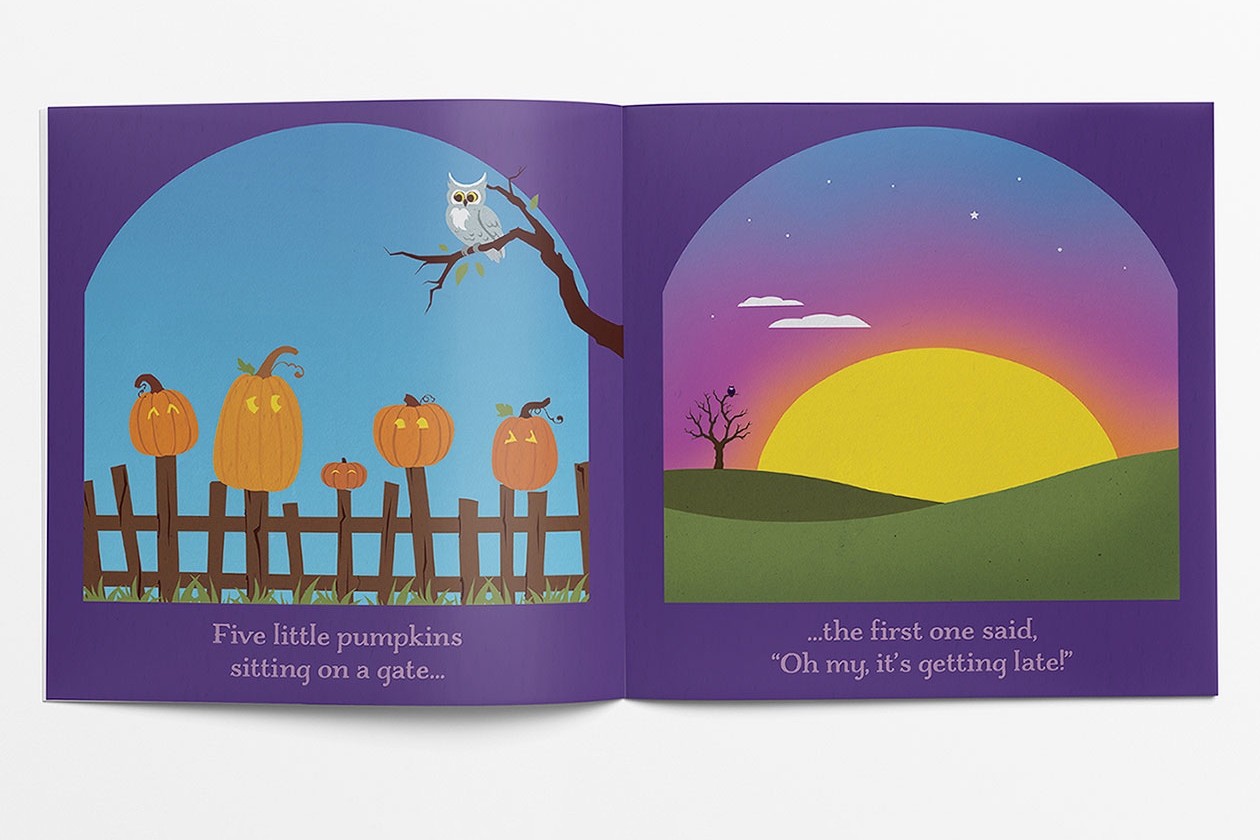 Five little pumpkins
sitting on a gate...
...the first one said,
“Oh my, it’s getting late!”